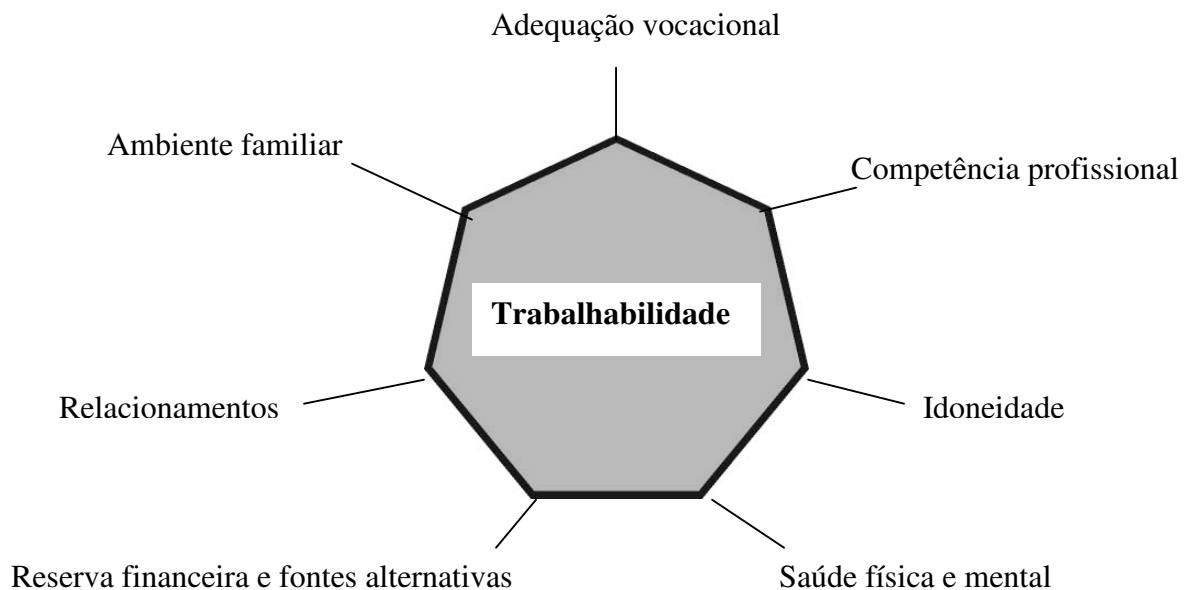 Adequação vocacional
Ambiente familiar
Competência profissional
Trabalhabilidade
Relacionamentos
Idoneidade
Reserva financeira e fontes alternativas
Saúde física e mental